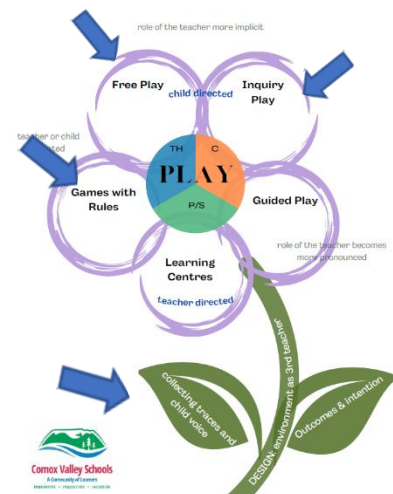 role of the teacher more implicit
Free Play
child directed
Inquiry
Play
teacher or child
TH
C
PLAY
P/S
Games with
Rules
Guided Play
role of the teacher becomes
more pronounced
Learning
Centres
teacher directed
collecting traces and
child voice
DESIGN: environment as 3rd teacher
Outcomes & intention
Comox Valley Schools
A Community of Learners